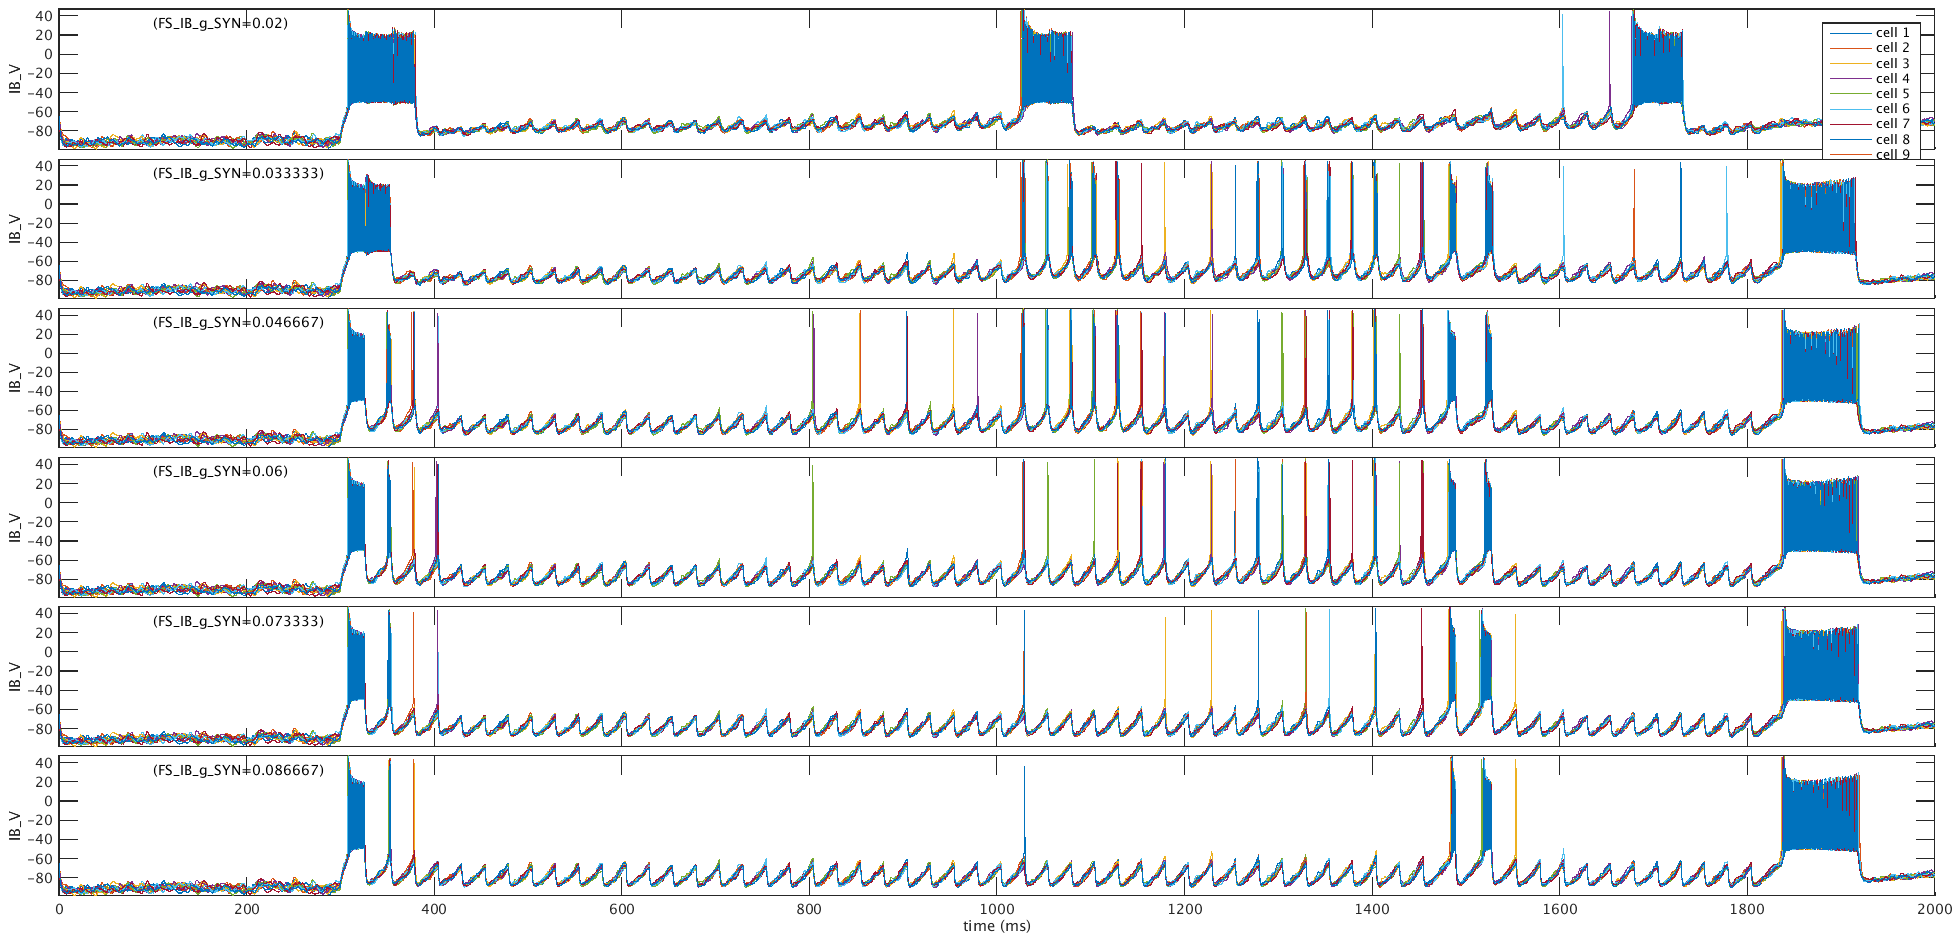 (FS_IB_g_SYN=0.02)
IB_V
40
20
0
−20
−40
−60
−80
cell 1
cell 2
cell 3
cell 4
cell 5
cell 6
cell 7
cell 8
cell 9
(FS_IB_g_SYN=0.033333)
IB_V
40
20
0
−20
−40
−60
−80
(FS_IB_g_SYN=0.046667)
IB_V
40
20
0
−20
−40
−60
−80
(FS_IB_g_SYN=0.06)
IB_V
40
20
0
−20
−40
−60
−80
(FS_IB_g_SYN=0.073333)
IB_V
40
20
0
−20
−40
−60
−80
(FS_IB_g_SYN=0.086667)
IB_V
40
20
0
−20
−40
−60
−80
0 200 400 600 800 1000 1200 1400 1600 1800 2000
time (ms)